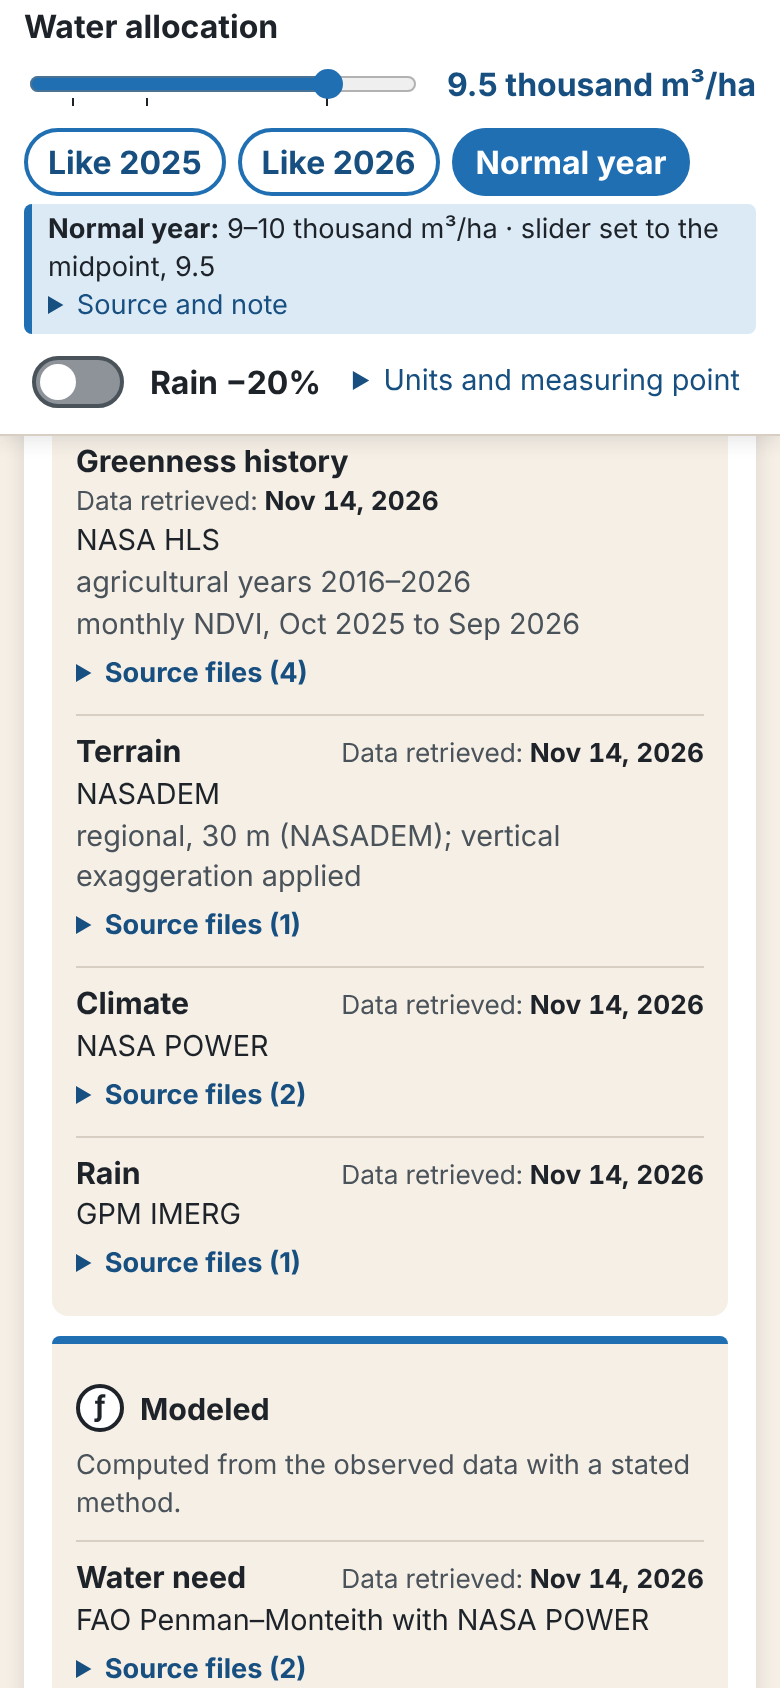 Water allocation
9.5 thousand m³/ha
Like 2025
Like 2026
Normal year
Normal year: 9–10 thousand m³/ha · slider set to the
midpoint, 9.5
▶ Source and note
Rain −20%
▶ Units and measuring point
Greenness history
Data retrieved: Nov 14, 2026
NASA HLS
agricultural years 2016–2026
monthly NDVI, Oct 2025 to Sep 2026
▶ Source files (4)
Terrain
Data retrieved: Nov 14, 2026
NASADEM
regional, 30 m (NASADEM); vertical
exaggeration applied
▶ Source files (1)
Climate
Data retrieved: Nov 14, 2026
NASA POWER
▶ Source files (2)
Rain
Data retrieved: Nov 14, 2026
GPM IMERG
▶ Source files (1)
ƒ Modeled
Computed from the observed data with a stated
method.
Water need
Data retrieved: Nov 14, 2026
FAO Penman–Monteith with NASA POWER
▶ Source files (2)